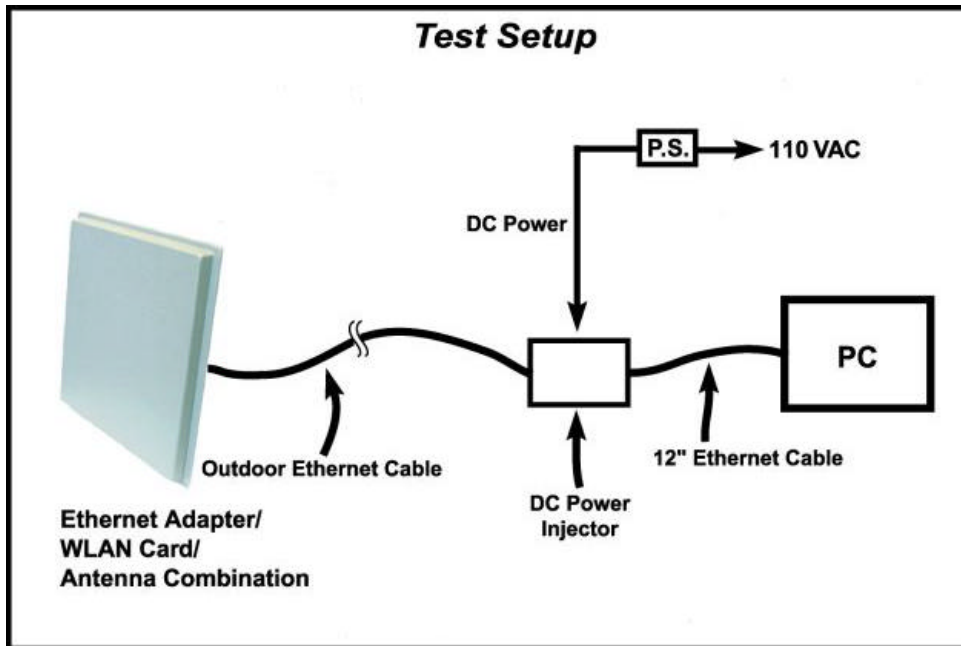 Test Setup
P.S.
110 VAC
DC Power
PC
Outdoor Ethernet Cable
12" Ethernet Cable
DC Power
Injector
Ethernet Adapter/
WLAN Card/
Antenna Combination